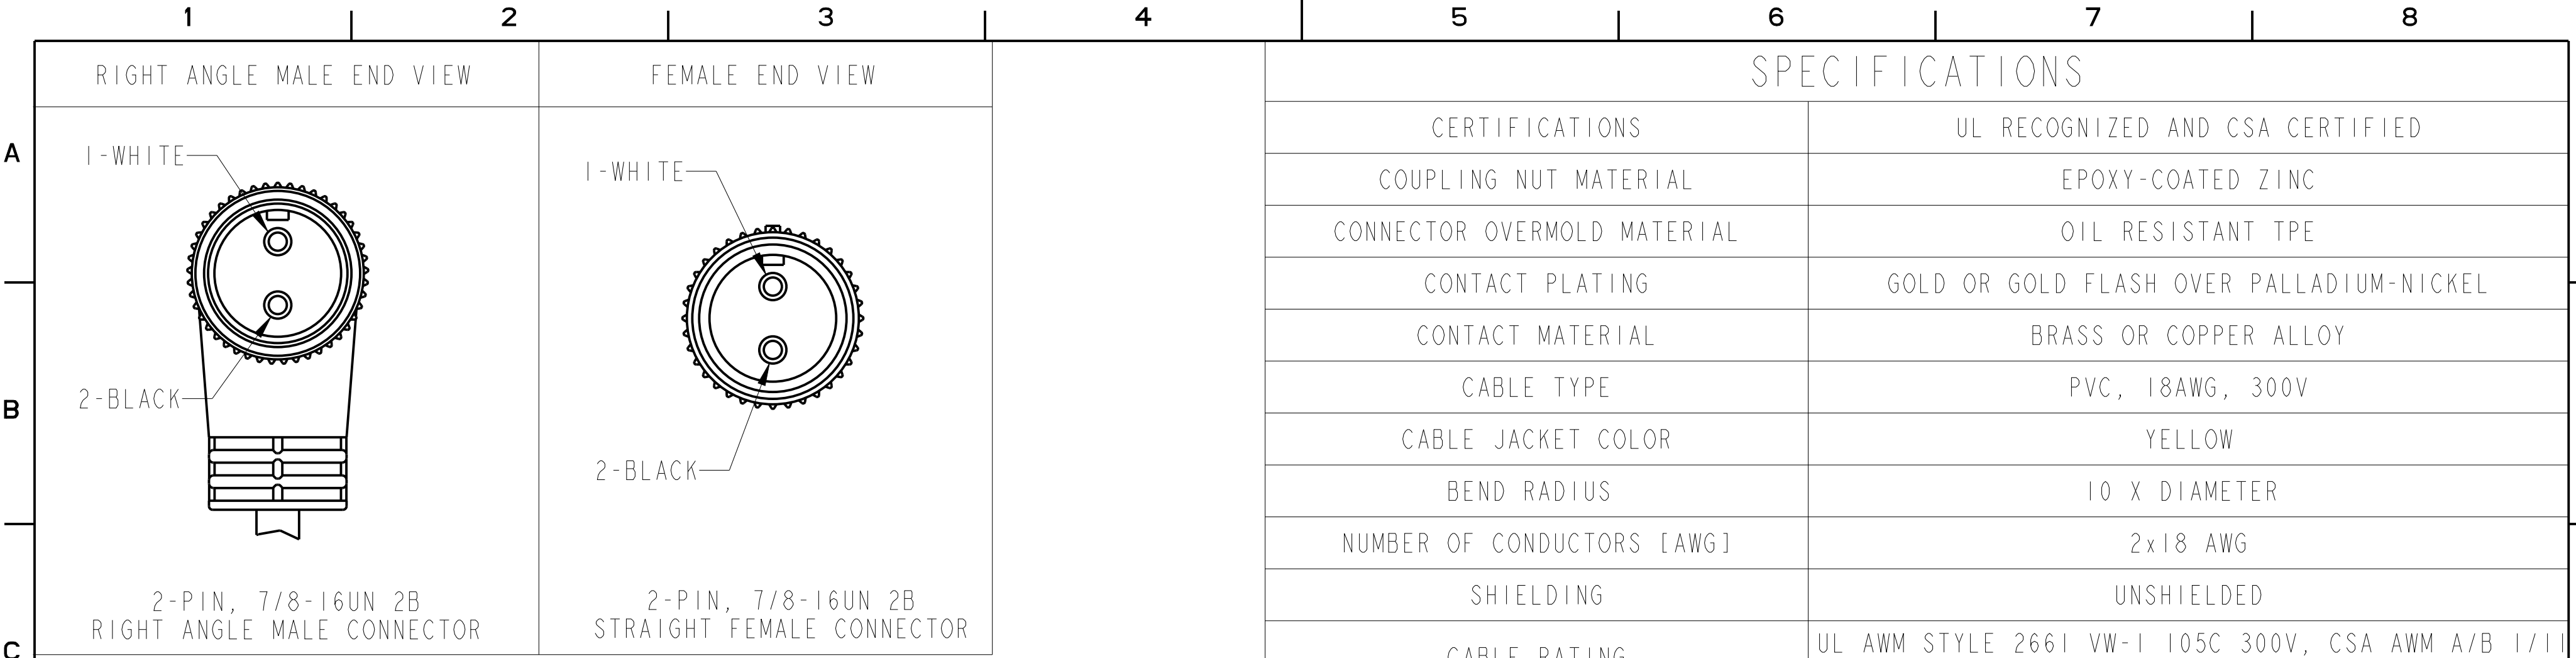 1 2 3 4 5 6 7 8
RIGHT ANGLE MALE END VIEW
FEMALE END VIEW
A
1-WHITE
2-BLACK
1-WHITE
2-BLACK
B
2-PIN, 7/8-16UN 2B
RIGHT ANGLE MALE CONNECTOR
2-PIN, 7/8-16UN 2B
STRAIGHT FEMALE CONNECTOR
C
SPECIFICATIONS
CERTIFICATIONS UL RECOGNIZED AND CSA CERTIFIED
COUPLING NUT MATERIAL EPOXY-COATED ZINC
CONNECTOR OVERMOLD MATERIAL OIL RESISTANT TPE
CONTACT PLATING GOLD OR GOLD FLASH OVER PALLADIUM-NICKEL
CONTACT MATERIAL BRASS OR COPPER ALLOY
CABLE TYPE PVC, 18AWG, 300V
CABLE JACKET COLOR YELLOW
BEND RADIUS 10 X DIAMETER
NUMBER OF CONDUCTORS [AWG] 2x18 AWG
SHIELDING UNSHIELDED
CABLE RATING UL AWM STYLE 2661 VW-1 105C 300V, CSA AWM A/B